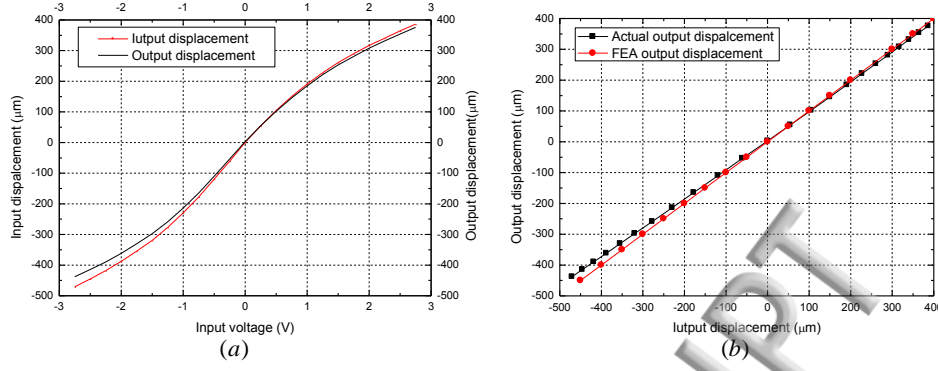 -3 -2 -1 0 1 2 3
400 400
300 300
200 200
100 100
0 0
-100 100
-200 200
-300 300
-400 400
-500 500
-3 -2 -1 0 1 2 3
Iutput displacement
Output displacement
Input dispalcement (μm)
Output displacement(μm)
Input voltage (V)
(a)
400
300
200
100
0
-100
-200
-300
-400
-500
-500 -400 -300 -200 -100 0 100 200 300 400
Actual output dispalcement
FEA output displacement
Output displacement (μm)
Iutput displacement (μm)
(b)
IPT